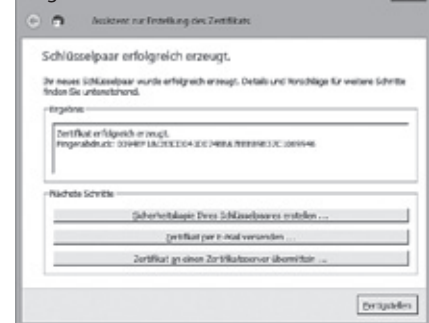 Assistent zur Erstellung des Zertifikats
Schlüsselpaar erfolgreich erzeugt.
Ihr neues Schlüsselpaar wurde erfolgreich erzeugt. Details und Vorschläge für weitere Schritte
finden Sie untenstehend.
Ergebnis
Zertifikat erfolgreich erzeugt.
Fingerabdruck:
Nächste Schritte
Sicherheitskopie Ihres Schlüsselpaares erstellen ...
Zertifikat per E-Mail versenden ...
Zertifikat an einen Zertifikatsserver übermitteln ...
Fertigstellen